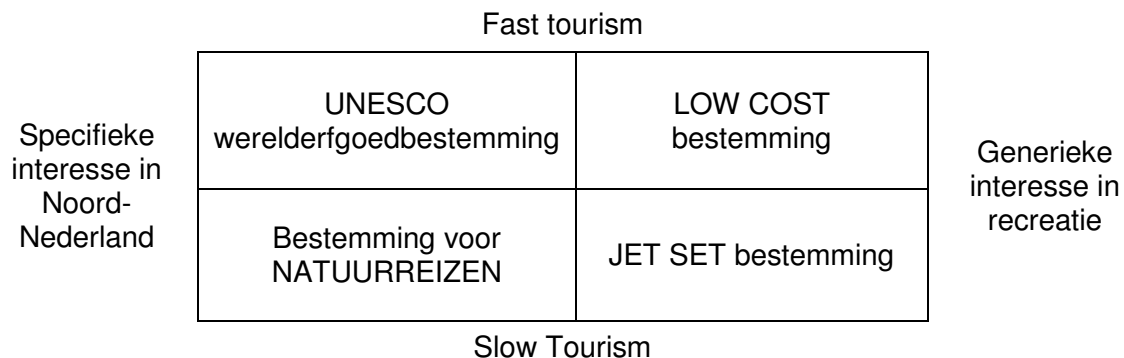 Fast tourism
Specifieke
interesse in
Noord-
Nederland
UNESCO
werelderfgoedbestemming
LOW COST
bestemming
Generieke
interesse in
recreatie
Bestemming voor
NATUURREIZEN
JET SET bestemming
Slow Tourism